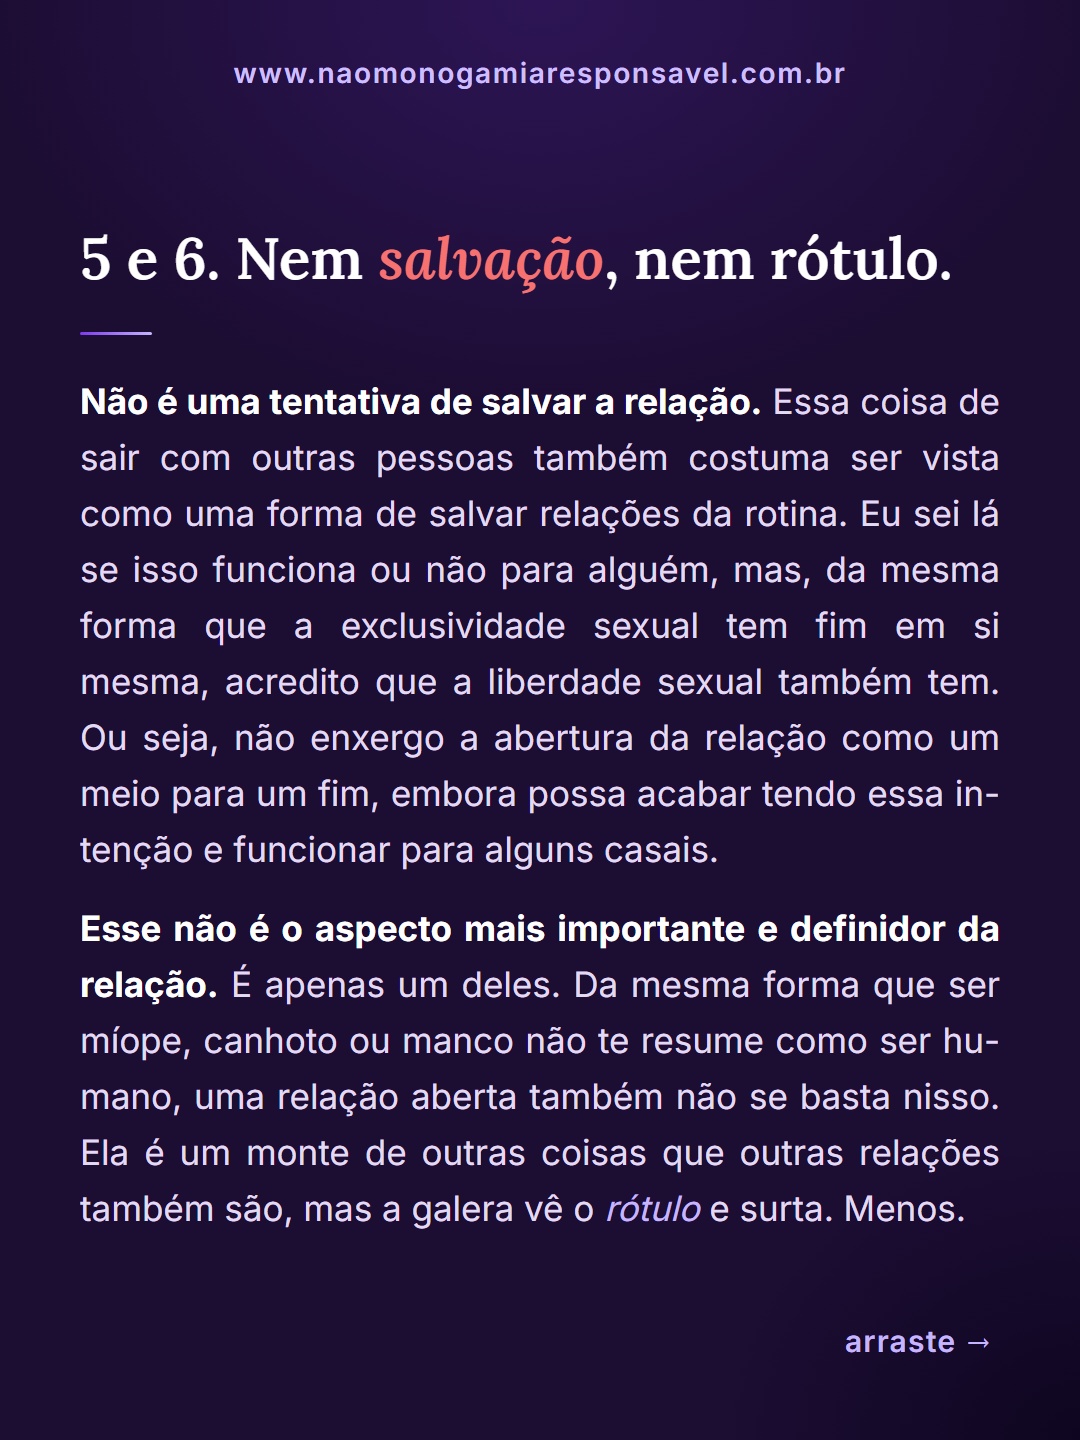 www.naomonogamiaresponsavel.com.br
5 e 6. Nem salvação, nem rótulo.
Não é uma tentativa de salvar a relação. Essa coisa de
sair com outras pessoas também costuma ser vista
como uma forma de salvar relações da rotina. Eu sei lá
se isso funciona ou não para alguém, mas, da mesma
forma que a exclusividade sexual tem fim em si
mesma, acredito que a liberdade sexual também tem.
Ou seja, não enxergo a abertura da relação como um
meio para um fim, embora possa acabar tendo essa in-
tenção e funcionar para alguns casais.
Esse não é o aspecto mais importante e definidor da
relação. É apenas um deles. Da mesma forma que ser
míope, canhoto ou manco não te resume como ser hu-
mano, uma relação aberta também não se basta nisso.
Ela é um monte de outras coisas que outras relações
também são, mas a galera vê o rótulo e surta. Menos.
arraste →